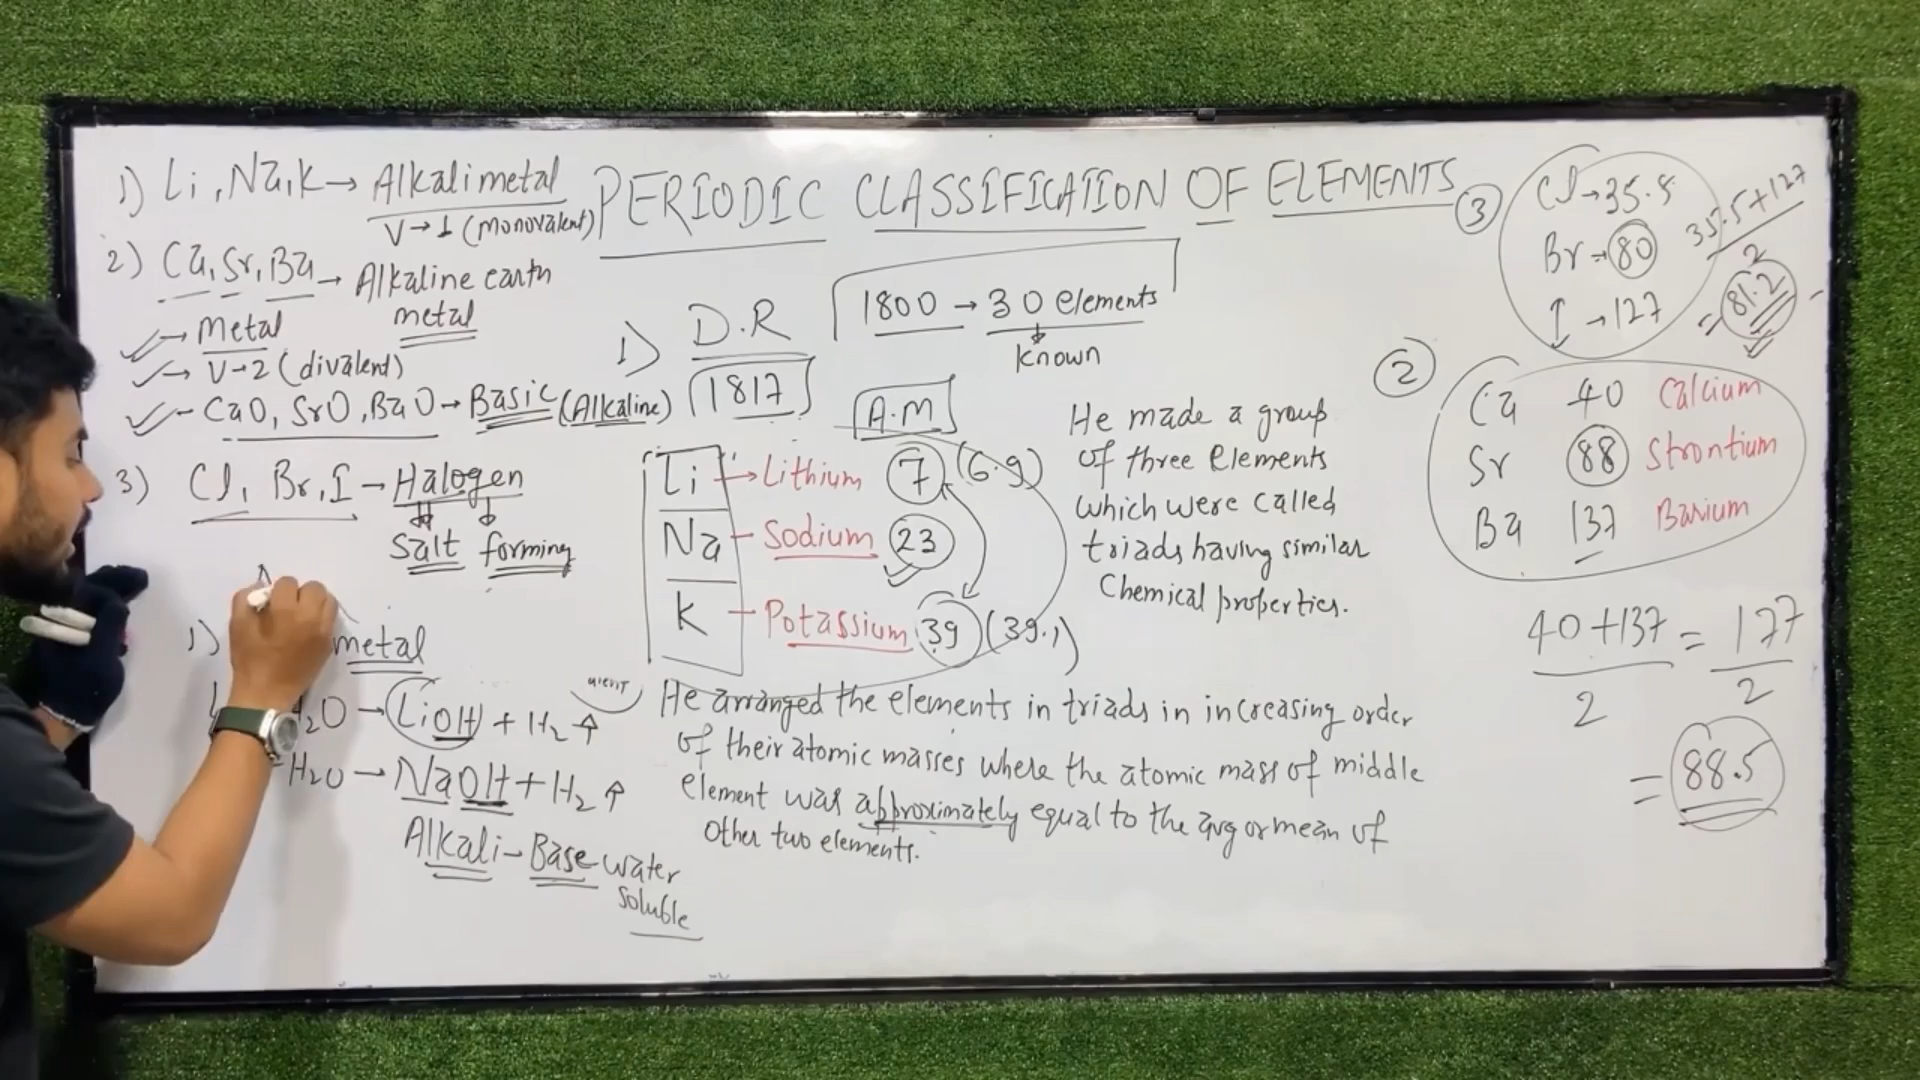 PERIODIC CLASSIFICATION OF ELEMENTS
1) Li, Na, K → Alkali metal
V → 1 (monovalent)
2) Ca, Sr, Ba → Alkaline earth
metal
→ Metal
→ V → 2 (divalent)
- CaO, SrO, BaO → Basic (Alkaline)
3) Cl, Br, I → Halogen
Salt forming
1)
metal
H₂O → LiOH + H₂ ↑
H₂O → NaOH + H₂ ↑
Alkali - Base water
soluble
1) D.R
1817
1800 → 30 elements
known
A.M
Li → Lithium 7 (6.9)
Na - Sodium 23
K - Potassium 39 (39.1)
He made a group
of three elements
which were called
triads having similar
Chemical properties.
He arranged the elements in triads in increasing order
of their atomic masses where the atomic mass of middle
element was approximately equal to the avg or mean of
other two elements.
3
Cl → 35.5
Br → 80
I → 127
35.5 + 127
2
= 81.2
2
Ca 40 Calcium
Sr 88 Strontium
Ba 137 Barium
40 + 137 = 177
2 2
= 88.5